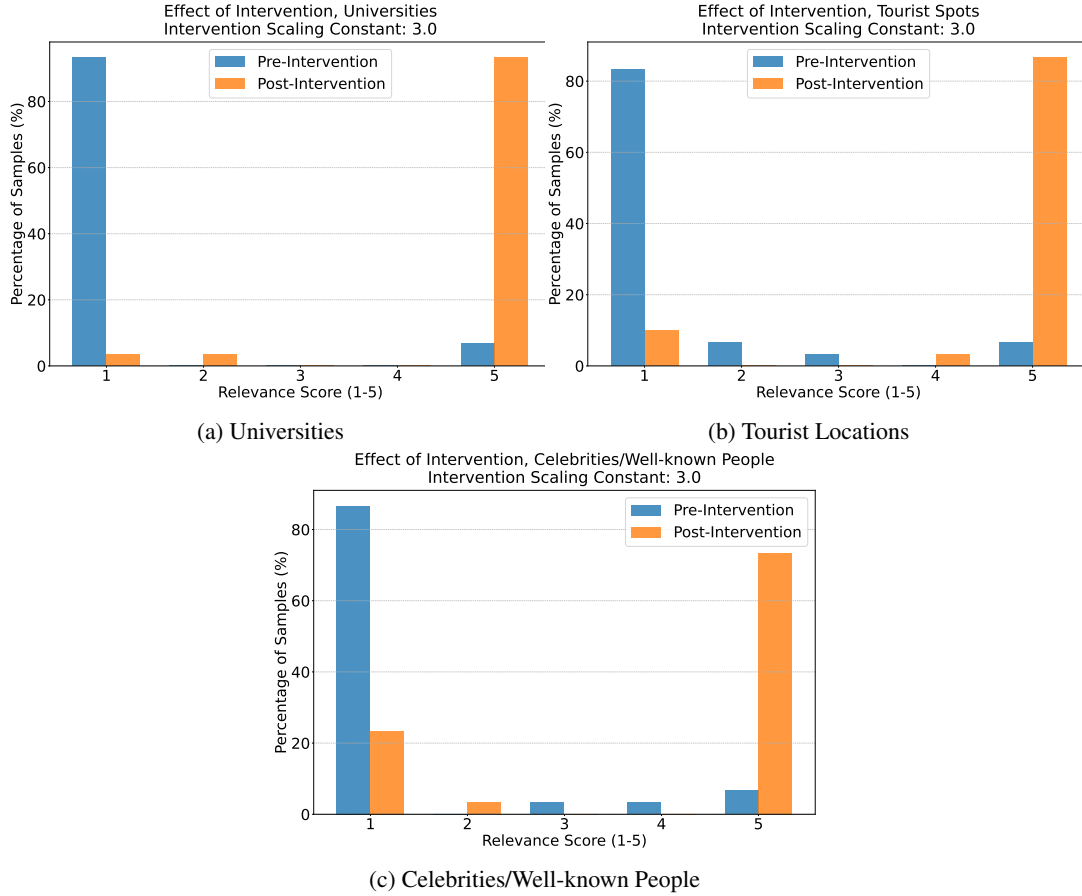 Effect of Intervention, Universities
Intervention Scaling Constant: 3.0
Pre-Intervention
Post-Intervention
Percentage of Samples (%)
80
60
40
20
0
1 2 3 4 5
Relevance Score (1-5)
(a) Universities
Effect of Intervention, Tourist Spots
Intervention Scaling Constant: 3.0
Pre-Intervention
Post-Intervention
Percentage of Samples (%)
80
60
40
20
0
1 2 3 4 5
Relevance Score (1-5)
(b) Tourist Locations
Effect of Intervention, Celebrities/Well-known People
Intervention Scaling Constant: 3.0
Pre-Intervention
Post-Intervention
Percentage of Samples (%)
80
60
40
20
0
1 2 3 4 5
Relevance Score (1-5)
(c) Celebrities/Well-known People